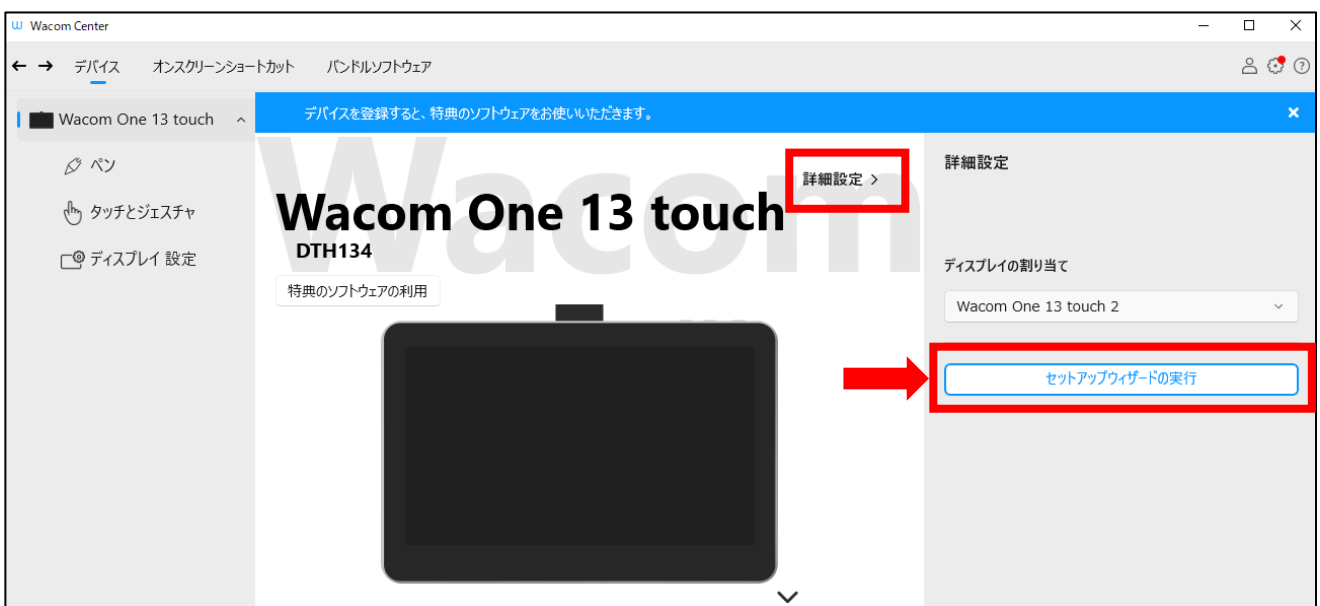 Wacom Center
デバイス オンスクリーンショートカット バンドルソフトウェア
Wacom One 13 touch
ペン
タッチとジェスチャ
ディスプレイ 設定
デバイスを登録すると、特典のソフトウェアをお使いいただきます。
Wacom
詳細設定 >
Wacom One 13 touch
DTH134
特典のソフトウェアの利用
詳細設定
ディスプレイの割り当て
Wacom One 13 touch 2
セットアップウィザードの実行